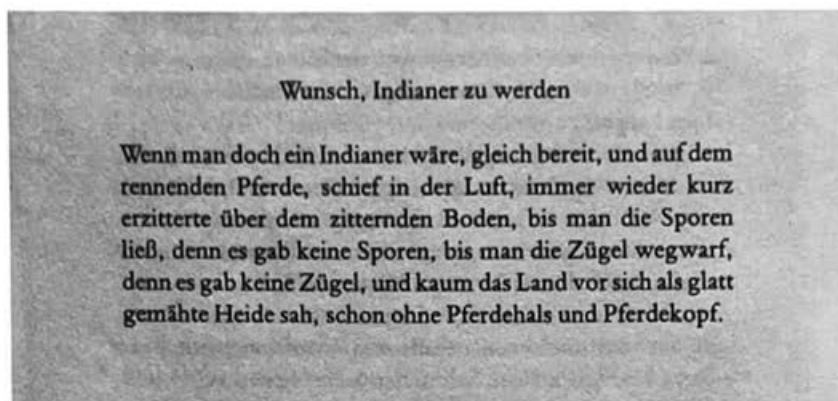 Wunsch, Indianer zu werden
Wenn man doch ein Indianer wäre, gleich bereit, und auf dem
rennenden Pferde, schief in der Luft, immer wieder kurz
erzitterte über dem zitternden Boden, bis man die Sporen
ließ, denn es gab keine Sporen, bis man die Zügel wegwarf,
denn es gab keine Zügel, und kaum das Land vor sich als glatt
gemähte Heide sah, schon ohne Pferdehals und Pferdekopf.